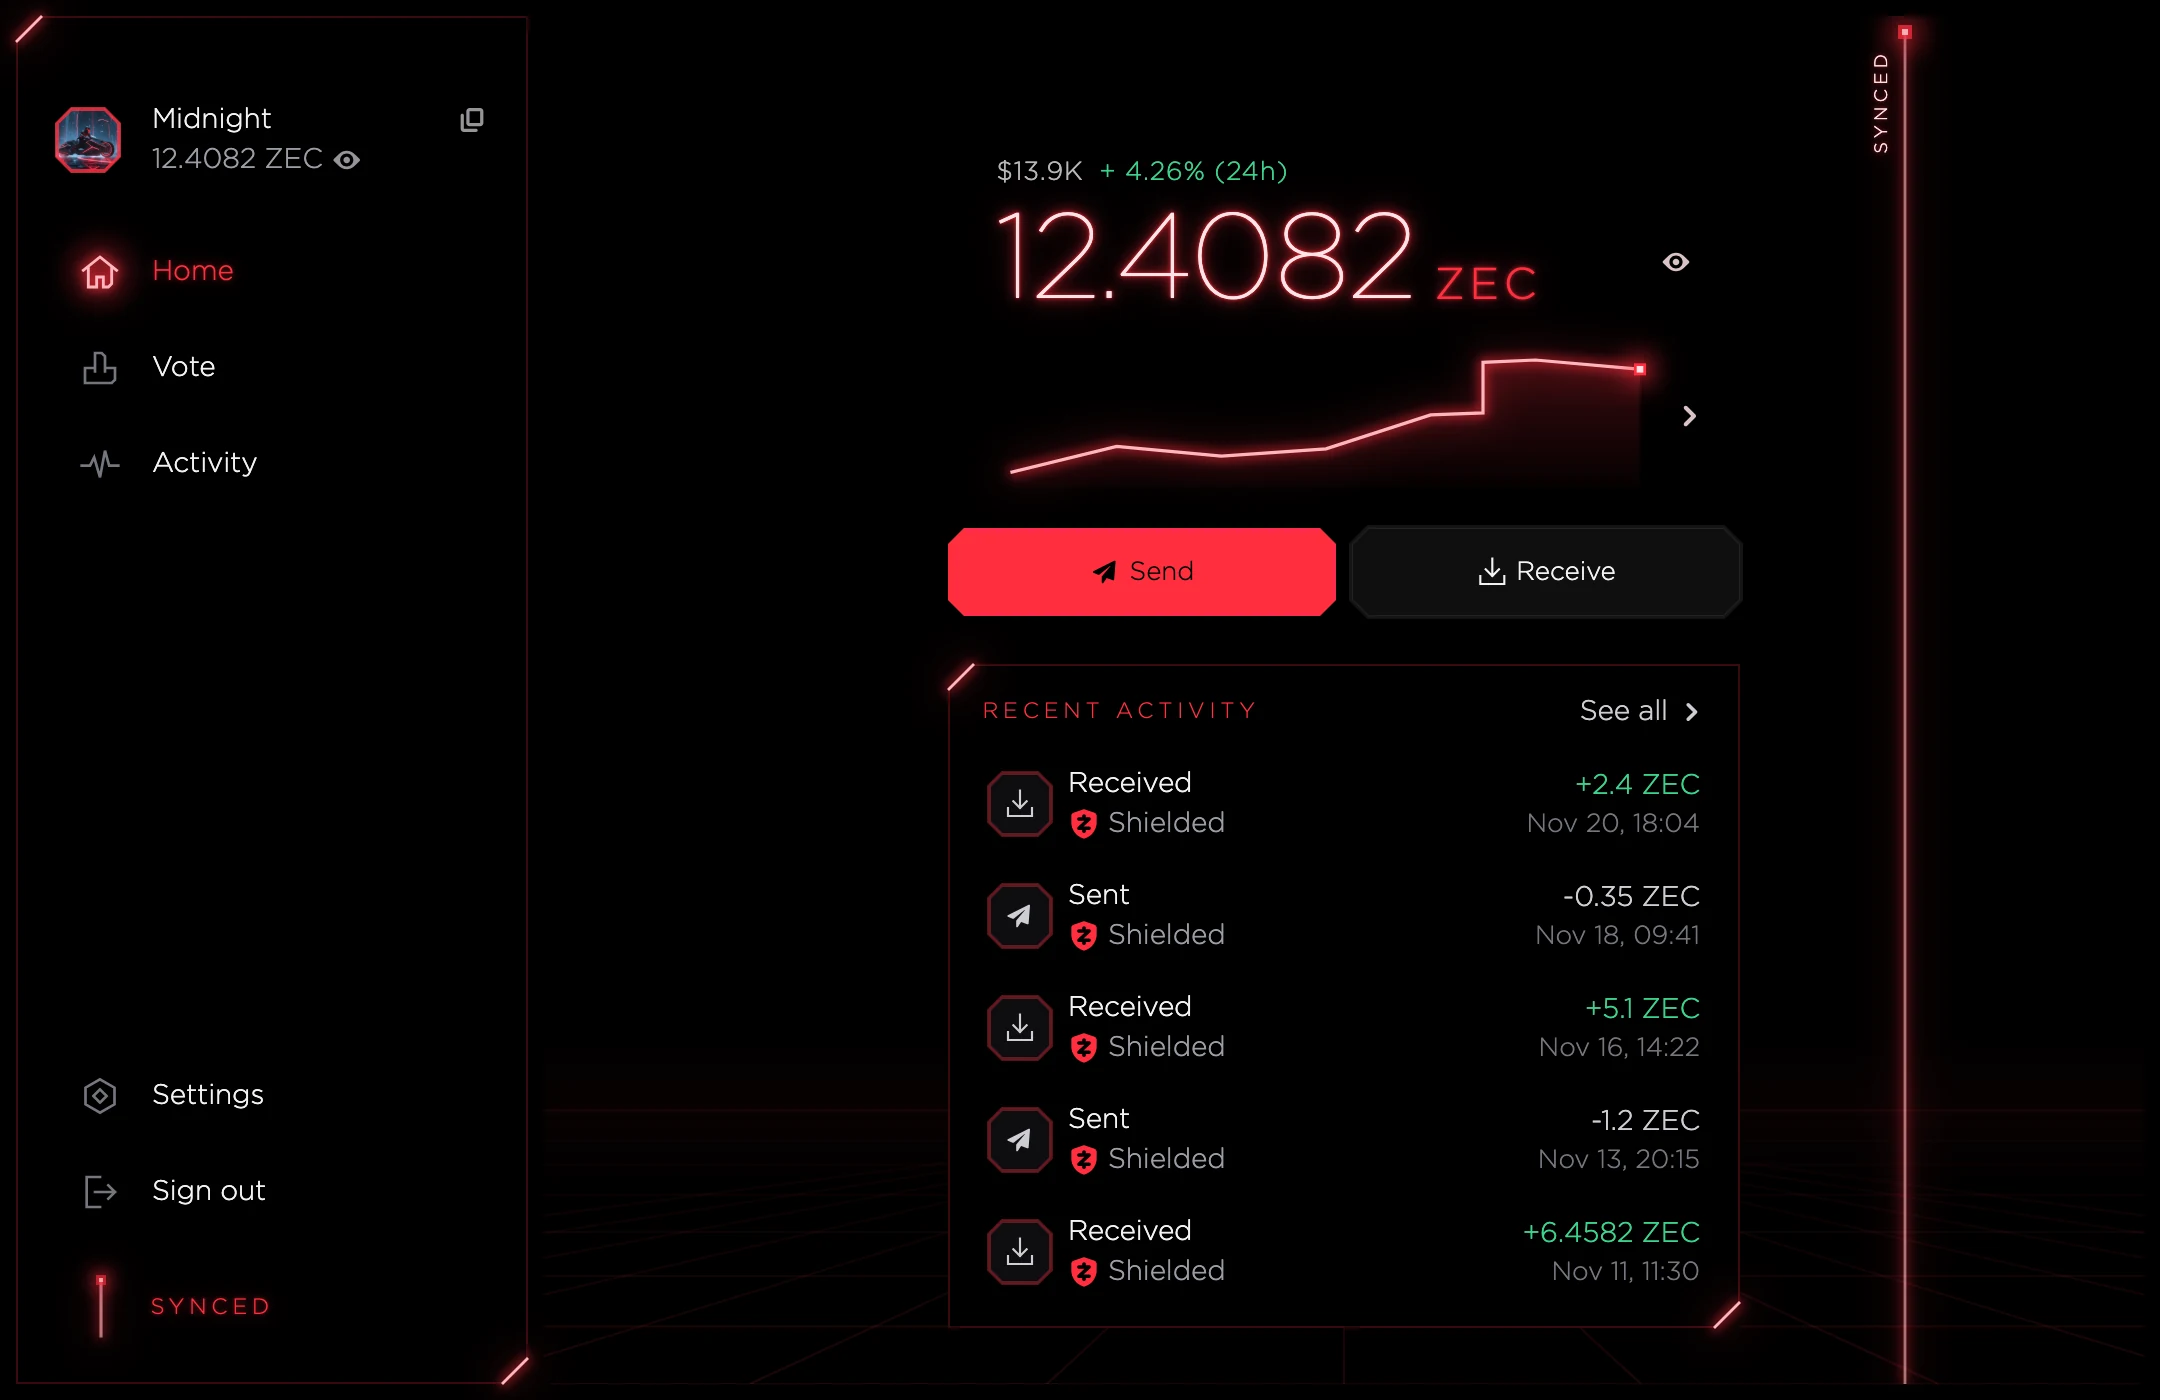 Midnight
12.4082 ZEC
Home
Vote
Activity
Settings
Sign out
SYNCED
$13.9K + 4.26% (24h)
12.4082 ZEC
Send
Receive
RECENT ACTIVITY
See all
Received
+2.4 ZEC
Shielded
Nov 20, 18:04
Sent
-0.35 ZEC
Shielded
Nov 18, 09:41
Received
+5.1 ZEC
Shielded
Nov 16, 14:22
Sent
-1.2 ZEC
Shielded
Nov 13, 20:15
Received
+6.4582 ZEC
Shielded
Nov 11, 11:30
SYNCED